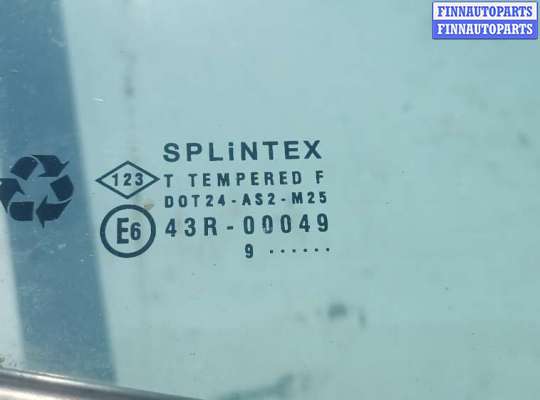 FINNAUTOPARTS
FINNAUTOPARTS
SPLiNTEX
123 T TEMPERED F
DOT24-AS2-M25
E6 43R-00049
9 ······